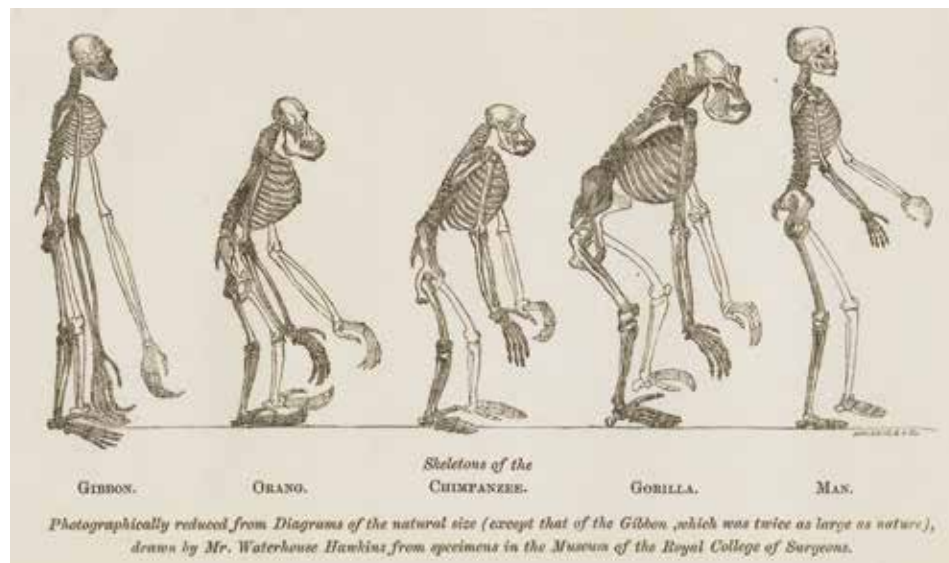 Skeletons of the
GIBBON. ORANG. CHIMPANZEE. GORILLA. MAN.
Photographically reduced from Diagrams of the natural size (except that of the Gibbon, which was twice as large as nature),
drawn by Mr. Waterhouse Hawkins from specimens in the Museum of the Royal College of Surgeons.